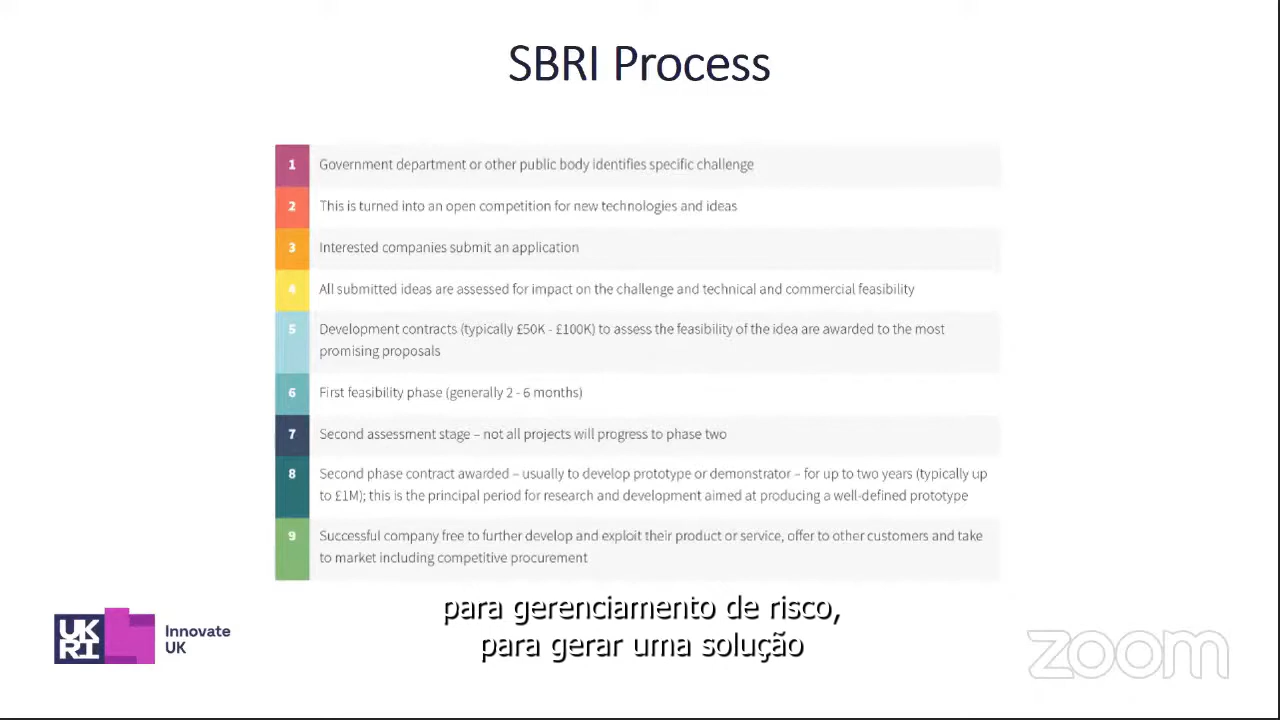 SBRI Process
1 Government department or other public body identifies specific challenge
2 This is turned into an open competition for new technologies and ideas
3 Interested companies submit an application
4 All submitted ideas are assessed for impact on the challenge and technical and commercial feasibility
5 Development contracts (typically £50K - £100K) to assess the feasibility of the idea are awarded to the most
promising proposals
6 First feasibility phase (generally 2 - 6 months)
7 Second assessment stage – not all projects will progress to phase two
8 Second phase contract awarded – usually to develop prototype or demonstrator – for up to two years (typically up
to £1M); this is the principal period for research and development aimed at producing a well-defined prototype
9 Successful company free to further develop and exploit their product or service, offer to other customers and take
to market including competitive procurement
para gerenciamento de risco,
para gerar uma solução
UK
RI
Innovate
UK
zoom